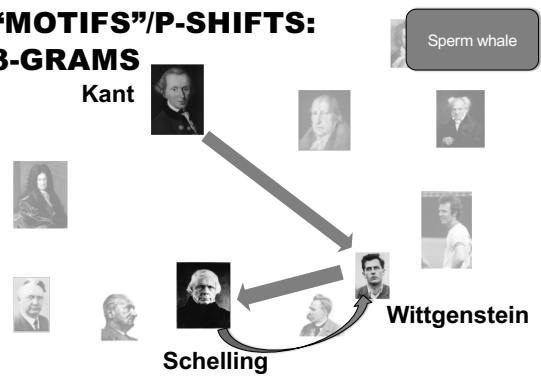 "MOTIFS"/P-SHIFTS:
3-GRAMS
Sperm whale
Kant
Wittgenstein
Schelling